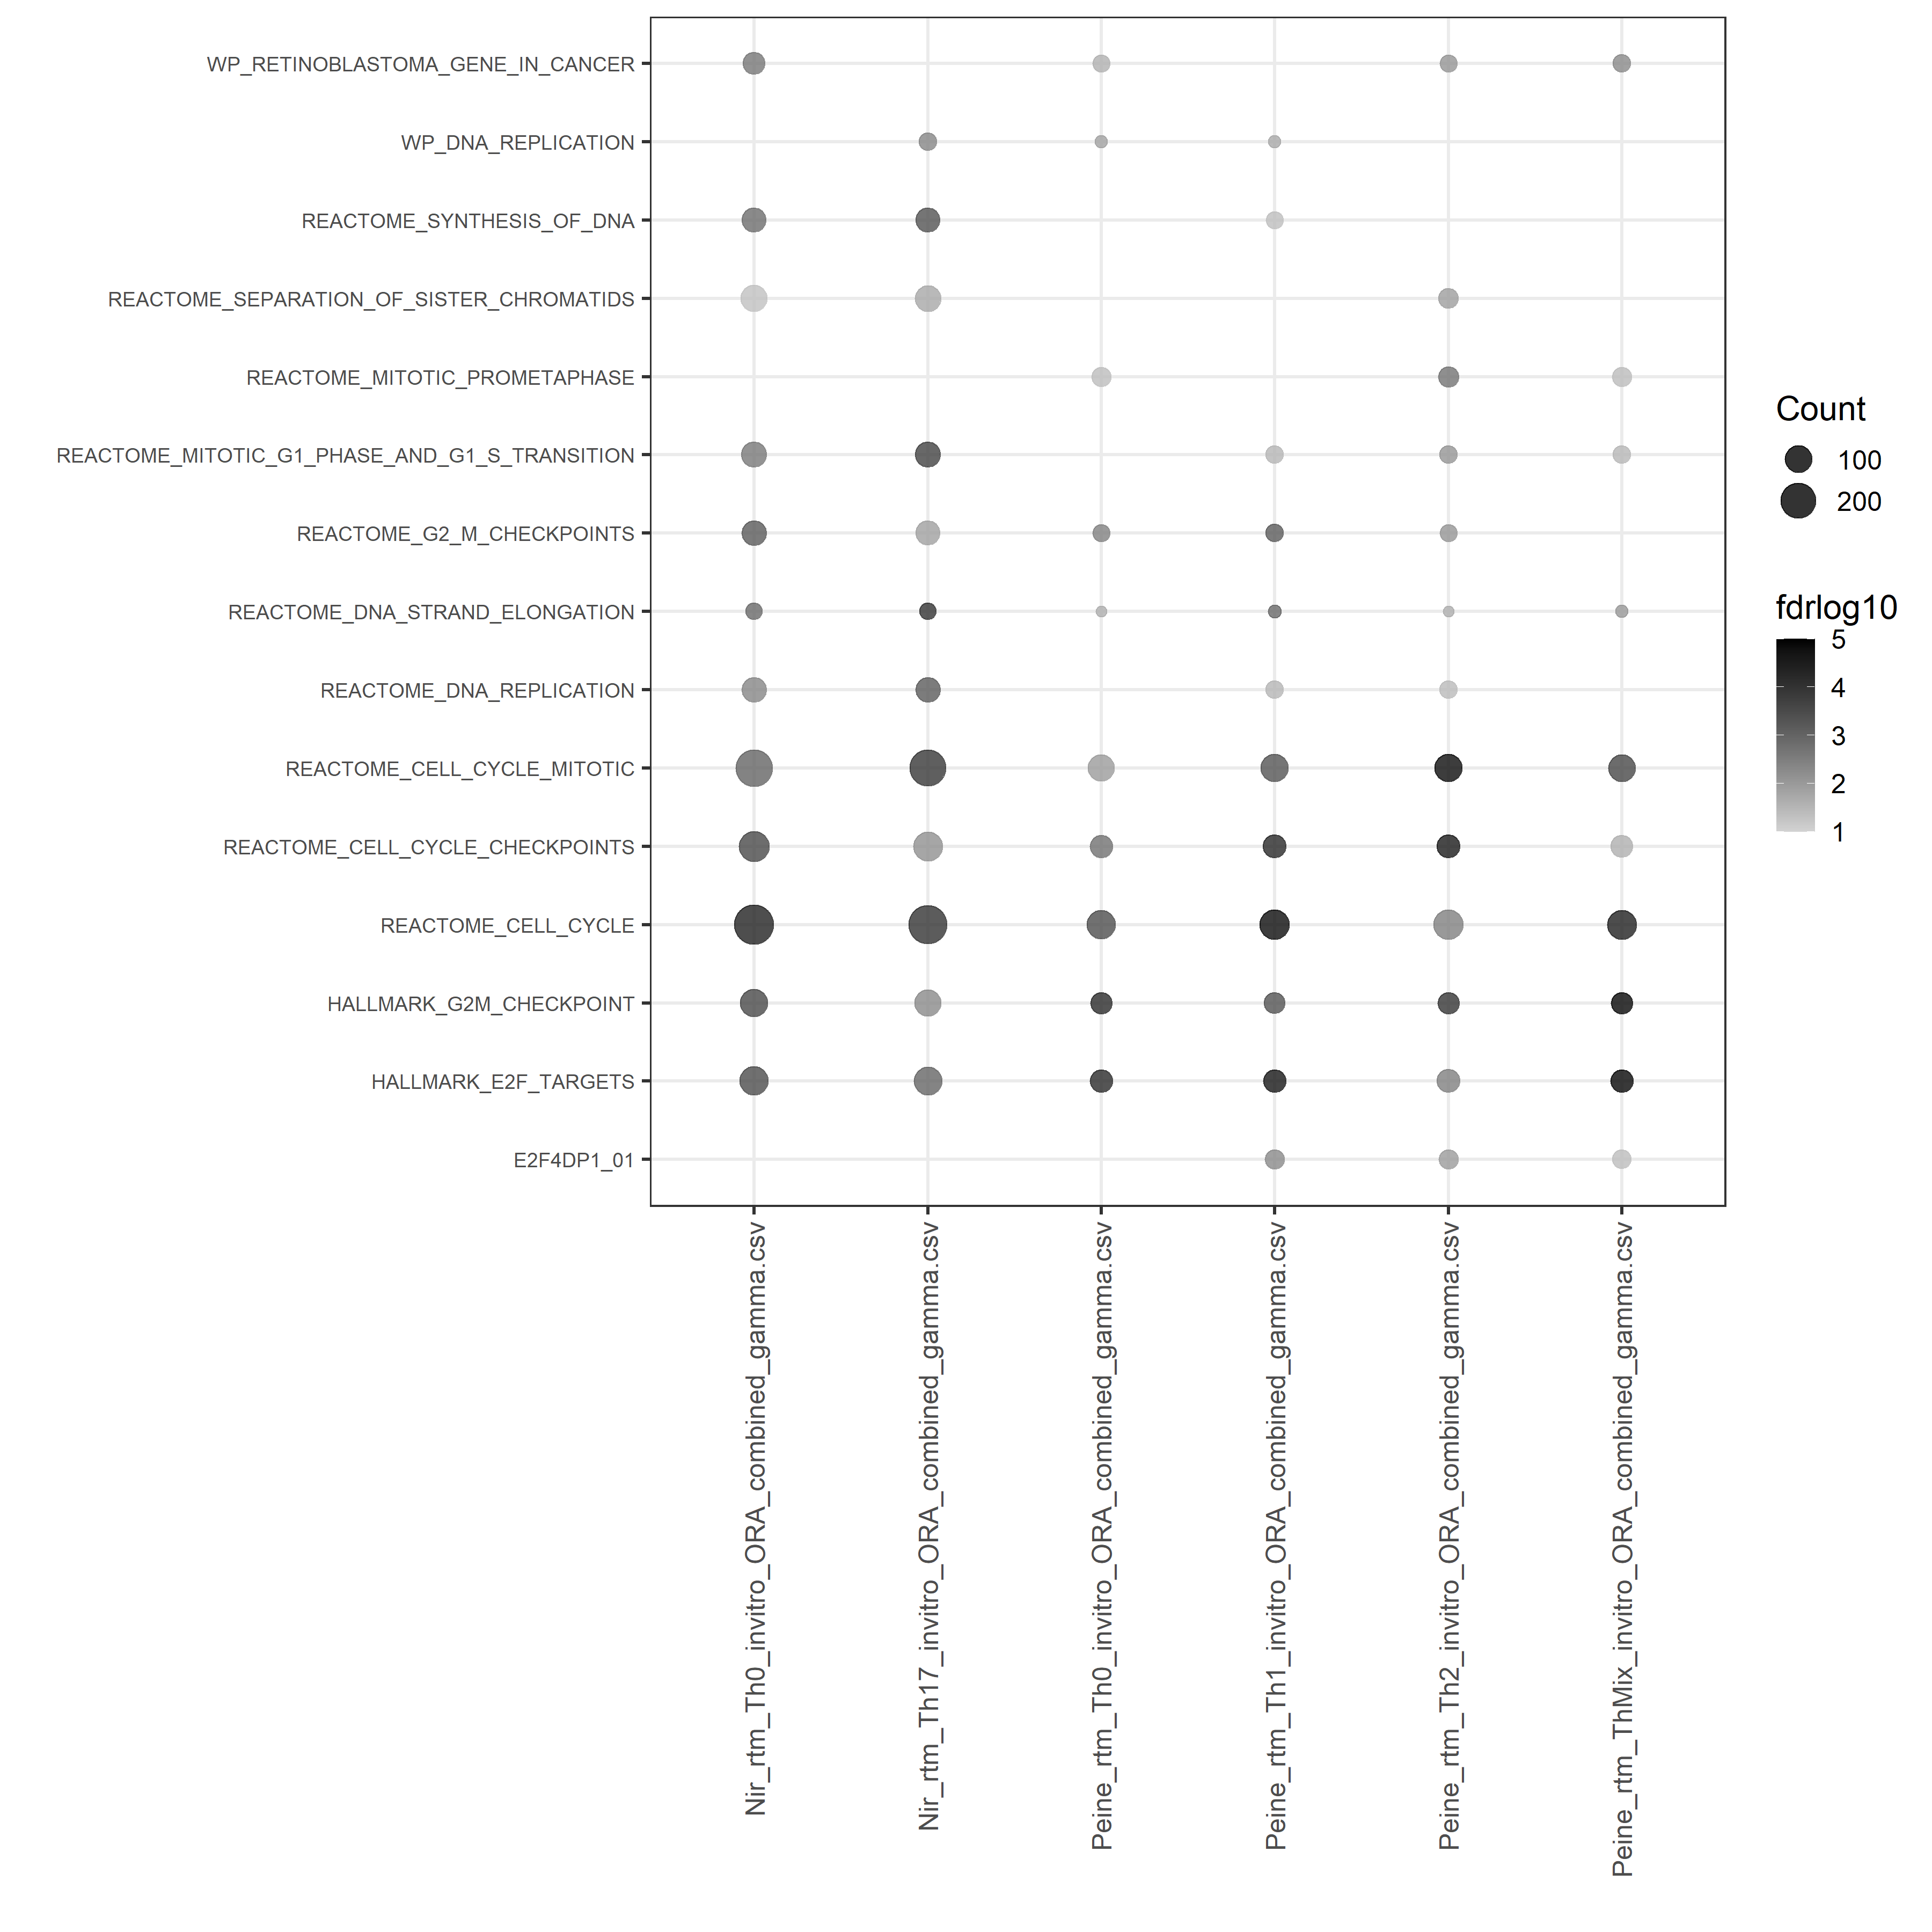 WP_RETINOBLASTOMA_GENE_IN_CANCER
WP_DNA_REPLICATION
REACTOME_SYNTHESIS_OF_DNA
REACTOME_SEPARATION_OF_SISTER_CHROMATIDS
REACTOME_MITOTIC_PROMETAPHASE
REACTOME_MITOTIC_G1_PHASE_AND_G1_S_TRANSITION
REACTOME_G2_M_CHECKPOINTS
REACTOME_DNA_STRAND_ELONGATION
REACTOME_DNA_REPLICATION
REACTOME_CELL_CYCLE_MITOTIC
REACTOME_CELL_CYCLE_CHECKPOINTS
REACTOME_CELL_CYCLE
HALLMARK_G2M_CHECKPOINT
HALLMARK_E2F_TARGETS
E2F4DP1_01
Nir_rtm_Th0_invitro_ORA_combined_gamma.csv
Nir_rtm_Th17_invitro_ORA_combined_gamma.csv
Peine_rtm_Th0_invitro_ORA_combined_gamma.csv
Peine_rtm_Th1_invitro_ORA_combined_gamma.csv
Peine_rtm_Th2_invitro_ORA_combined_gamma.csv
Peine_rtm_ThMix_invitro_ORA_combined_gamma.csv
Count
100
200
fdrlog10
5
4
3
2
1